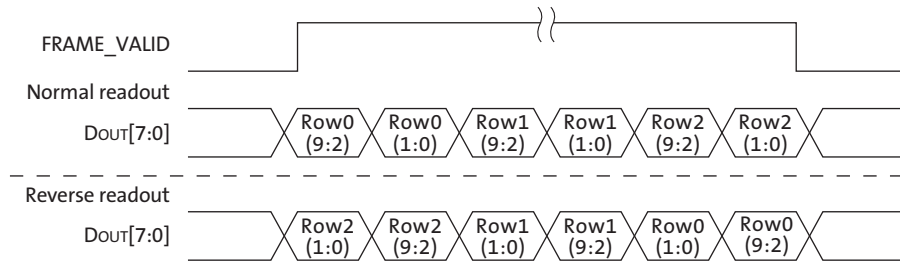 FRAME_VALID
Normal readout
DOUT[7:0]
Row0 Row0 Row1 Row1 Row2 Row2
(9:2) (1:0) (9:2) (1:0) (9:2) (1:0)
Reverse readout
DOUT[7:0]
Row2 Row2 Row1 Row1 Row0 Row0
(1:0) (9:2) (1:0) (9:2) (1:0) (9:2)